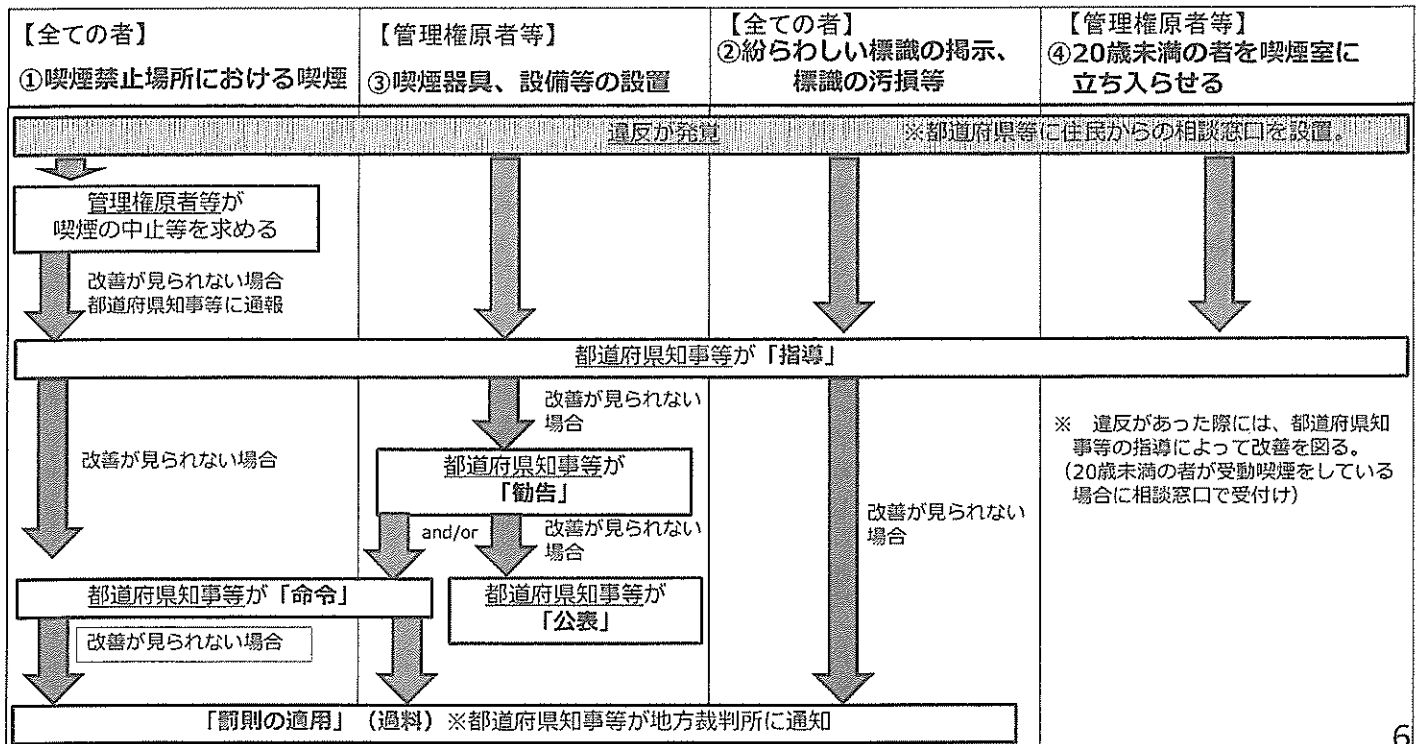 【全ての者】
①喫煙禁止場所における喫煙
【管理権原者等】
③喫煙器具、設備等の設置
【全ての者】
②紛らわしい標識の掲示、
標識の汚損等
【管理権原者等】
④20歳未満の者を喫煙室に
立ち入らせる
違反が発覚 ※都道府県等に住民からの相談窓口を設置。
管理権原者等が
喫煙の中止等を求める
改善が見られない場合
都道府県知事等に通報
都道府県知事等が「指導」
改善が見られない場合
改善が見られない
場合
都道府県知事等が
「勧告」
and/or
改善が見られない
場合
都道府県知事等が「命令」
都道府県知事等が
「公表」
改善が見られない場合
改善が見られない
場合
※ 違反があった際には、都道府県知
事等の指導によって改善を図る。
(20歳未満の者が受動喫煙をしている
場合に相談窓口で受付け)
「罰則の適用」(過料)※都道府県知事等が地方裁判所に通知
6